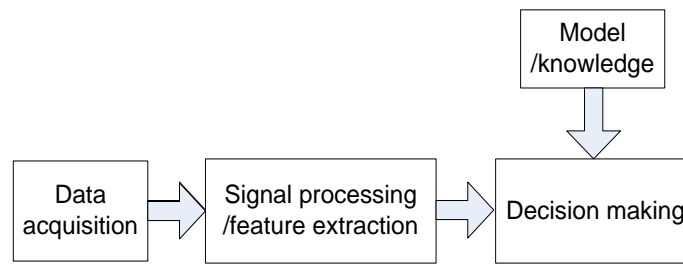 Model
/knowledge
Data
acquisition
Signal processing
/feature extraction
Decision making